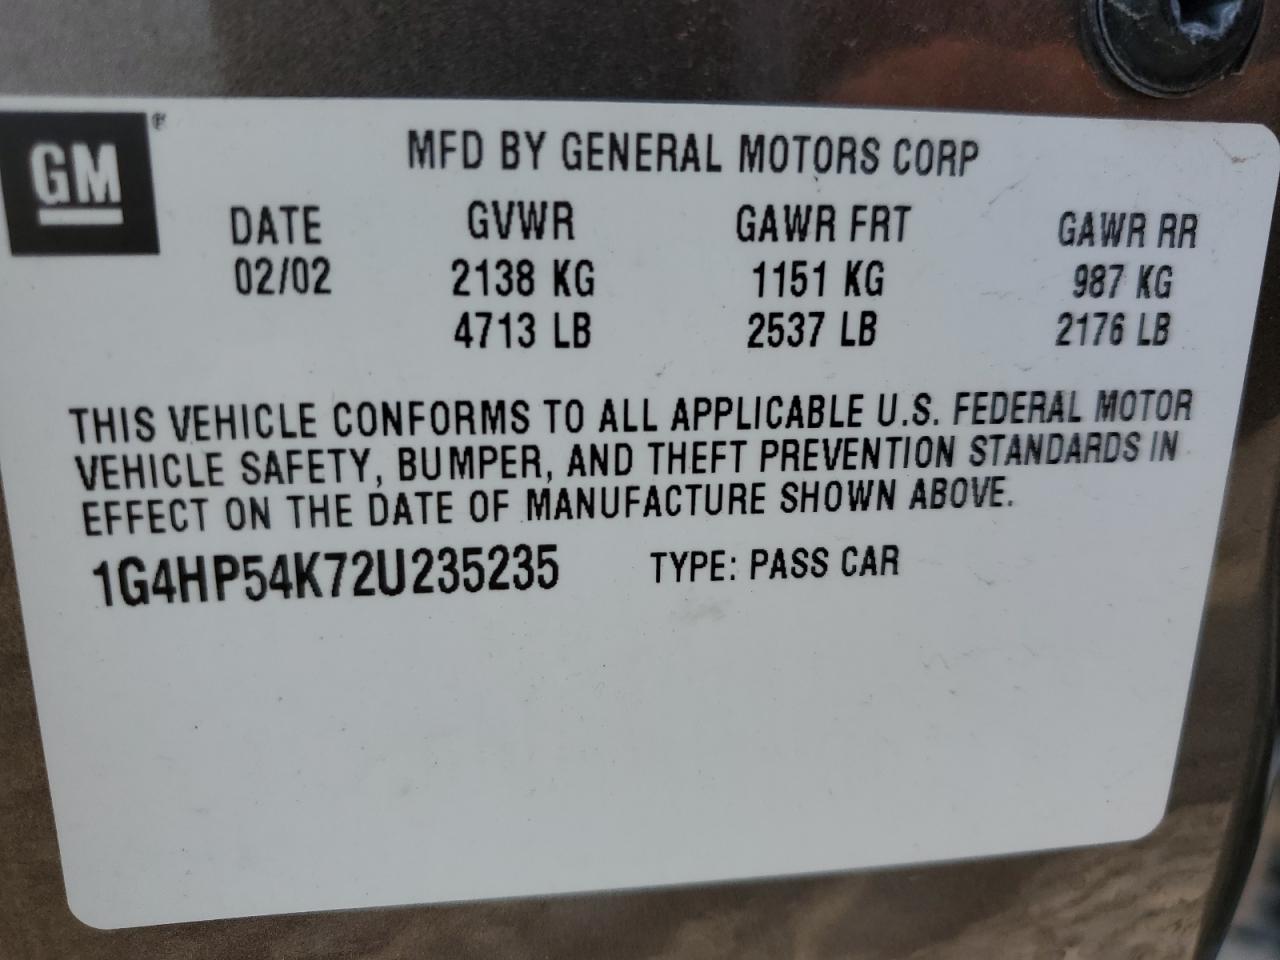 GM®
MFD BY GENERAL MOTORS CORP
DATE GVWR GAWR FRT GAWR RR
02/02 2138 KG 1151 KG 987 KG
4713 LB 2537 LB 2176 LB
THIS VEHICLE CONFORMS TO ALL APPLICABLE U.S. FEDERAL MOTOR
VEHICLE SAFETY, BUMPER, AND THEFT PREVENTION STANDARDS IN
EFFECT ON THE DATE OF MANUFACTURE SHOWN ABOVE.
1G4HP54K72U235235 TYPE: PASS CAR